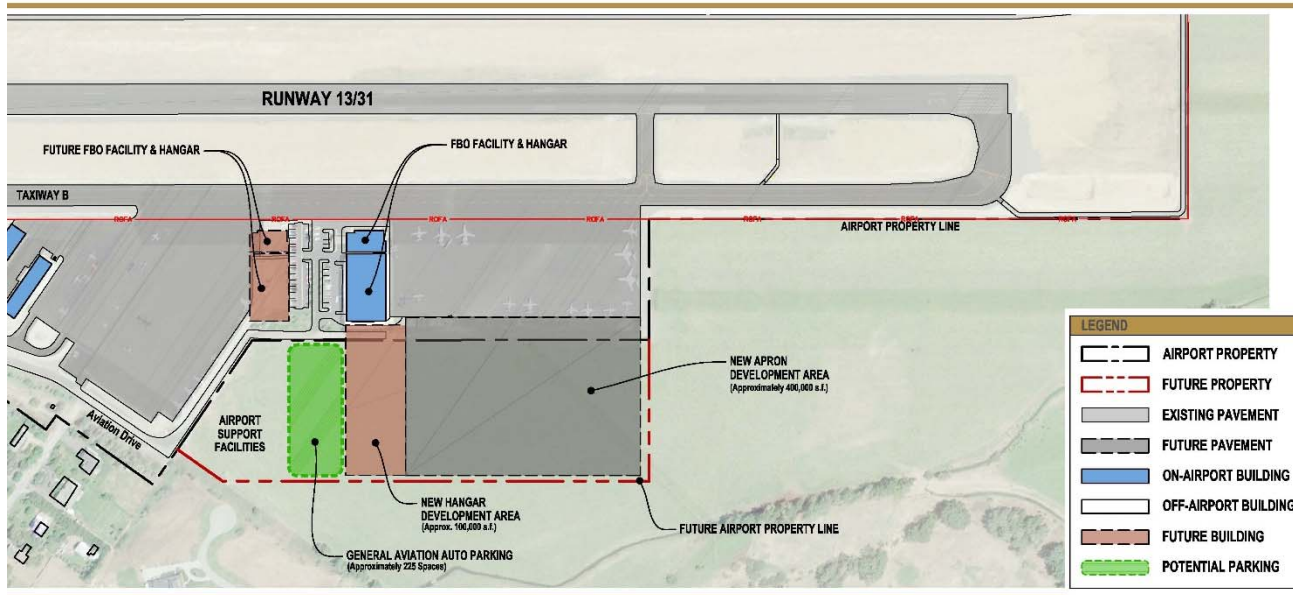 RUNWAY 13/31
FUTURE FBO FACILITY & HANGAR
FBO FACILITY & HANGAR
TAXIWAY B
ROFA
ROFA
ROFA
ROFA
ROFA
ROFA
ROFA
AIRPORT PROPERTY LINE
NEW APRON
DEVELOPMENT AREA
(Approximately 400,000 s.f.)
Aviation Drive
AIRPORT
SUPPORT
FACILITIES
NEW HANGAR
DEVELOPMENT AREA
(Approx. 100,000 s.f.)
FUTURE AIRPORT PROPERTY LINE
GENERAL AVIATION AUTO PARKING
(Approximately 225 Spaces)
LEGEND
AIRPORT PROPERTY
FUTURE PROPERTY
EXISTING PAVEMENT
FUTURE PAVEMENT
ON-AIRPORT BUILDING
OFF-AIRPORT BUILDING
FUTURE BUILDING
POTENTIAL PARKING